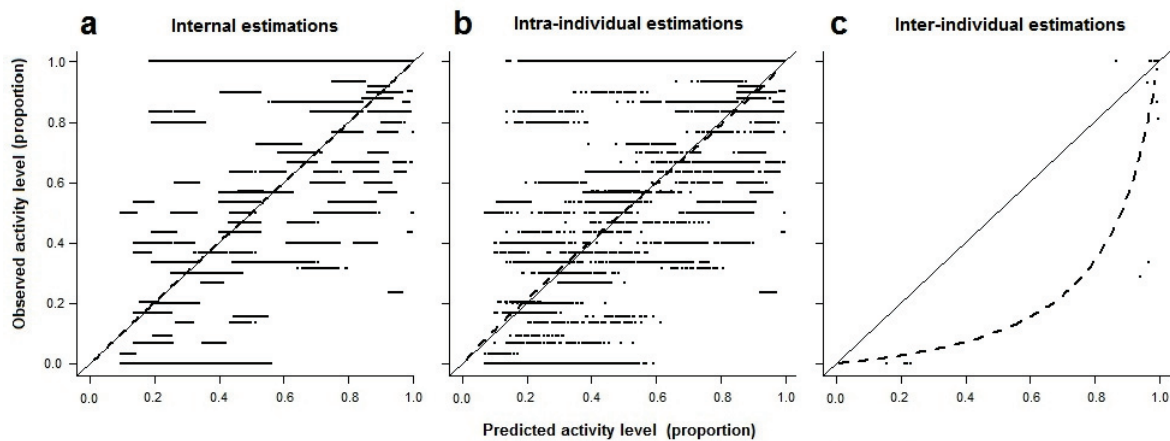 a Internal estimations
b Intra-individual estimations
c Inter-individual estimations
Observed activity level (proportion)
1.0
0.8
0.6
0.4
0.2
0.0
0.0 0.2 0.4 0.6 0.8 1.0
0.0 0.2 0.4 0.6 0.8 1.0
0.0 0.2 0.4 0.6 0.8 1.0
Predicted activity level (proportion)